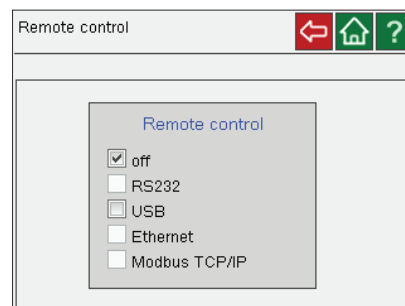 Remote control
?
Remote control
off
RS232
USB
Ethernet
Modbus TCP/IP